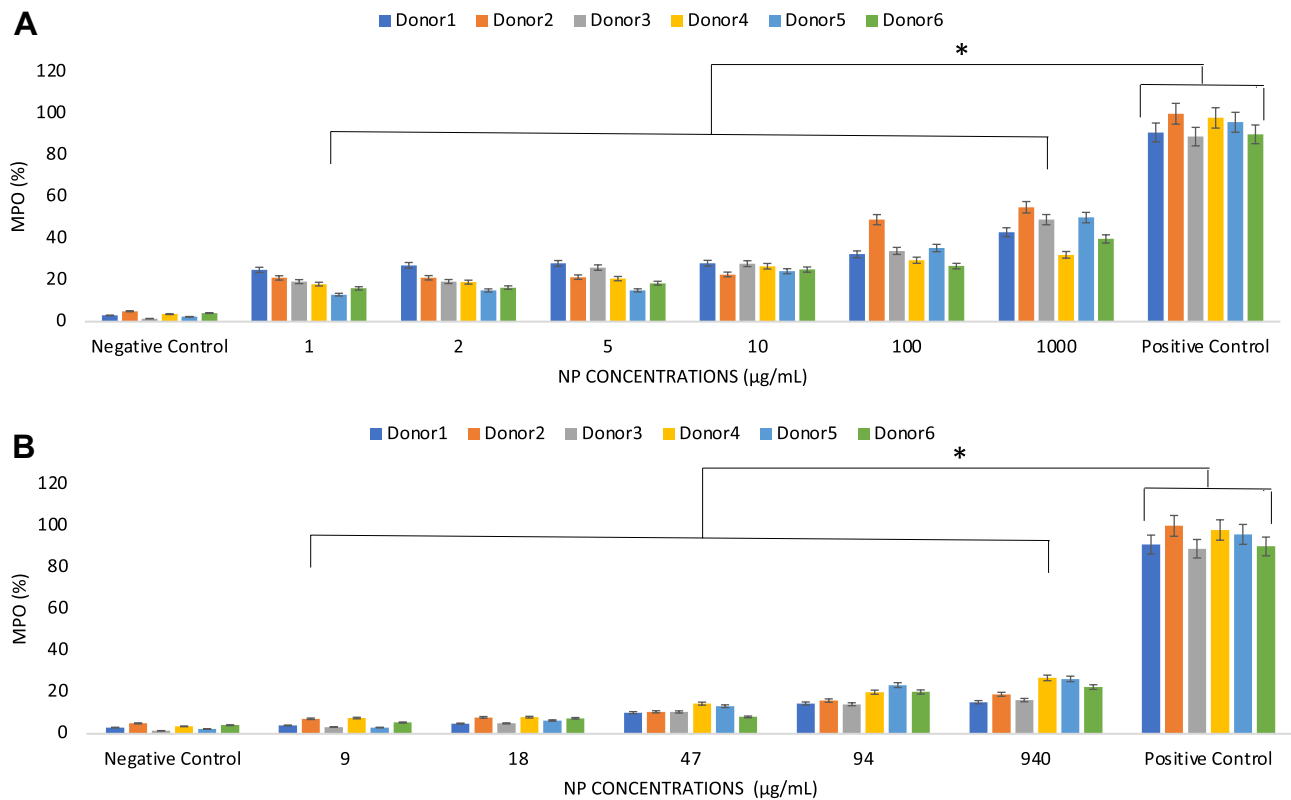 A
Donor1 Donor2 Donor3 Donor4 Donor5 Donor6
*
120
100
80
60
40
20
0
MPO (%)
Negative Control 1 2 5 10 100 1000 Positive Control
NP CONCENTRATIONS (µg/mL)
B
Donor1 Donor2 Donor3 Donor4 Donor5 Donor6
*
120
100
80
60
40
20
0
MPO (%)
Negative Control 9 18 47 94 940 Positive Control
NP CONCENTRATIONS (µg/mL)